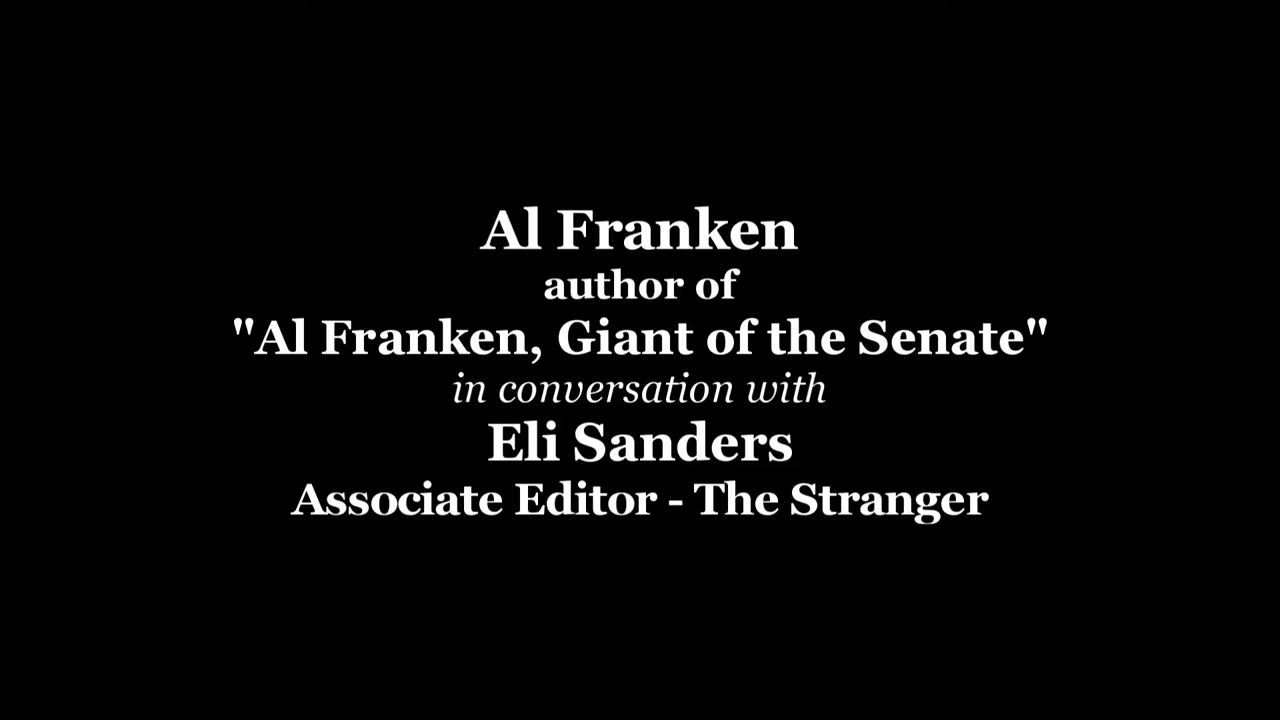 Al Franken
author of
"Al Franken, Giant of the Senate"
in conversation with
Eli Sanders
Associate Editor - The Stranger